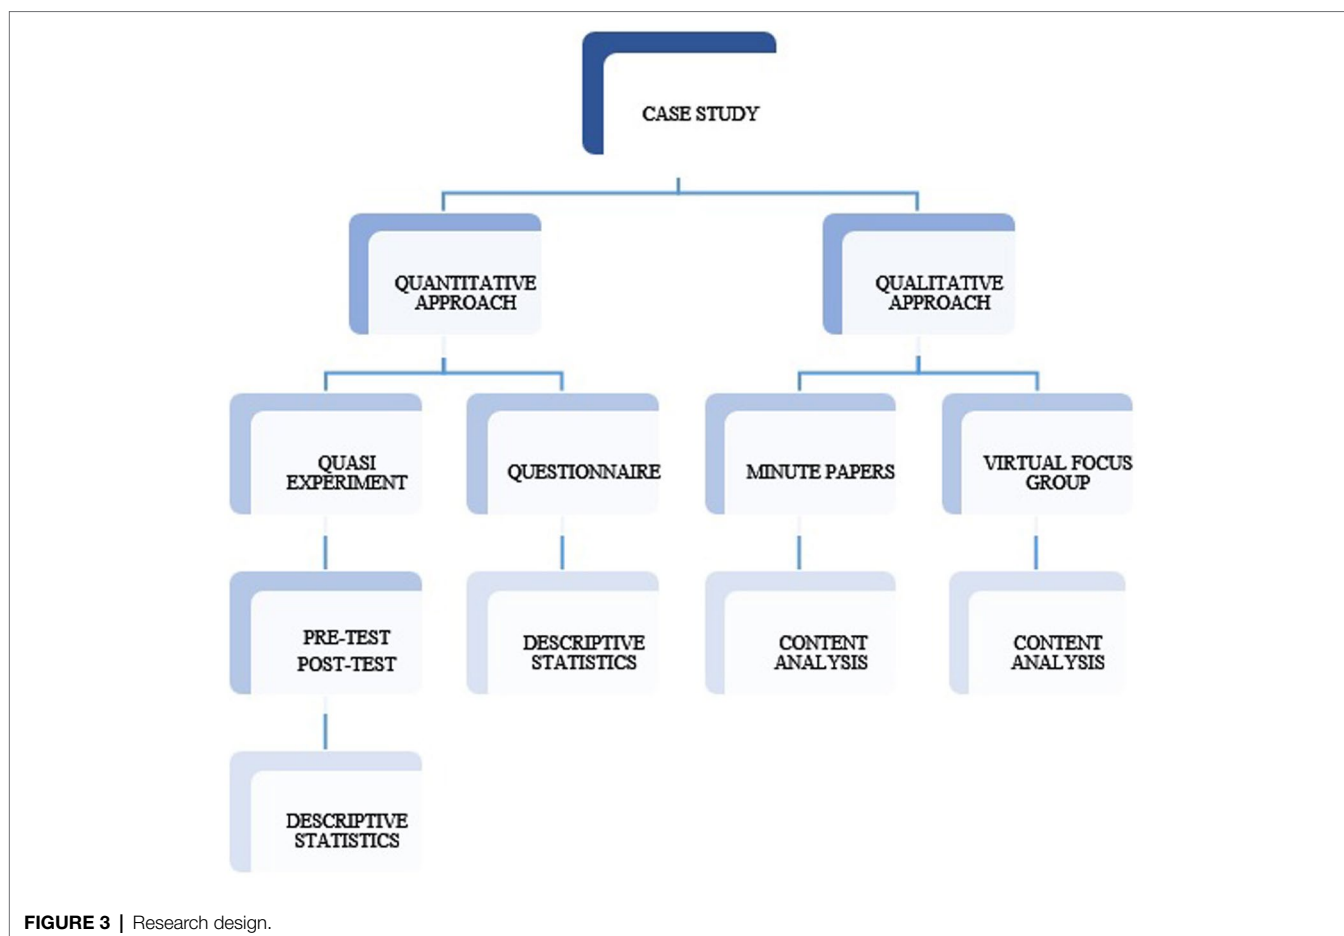 CASE STUDY
QUANTITATIVE
APPROACH
QUALITATIVE
APPROACH
QUASI
EXPERIMENT
QUESTIONNAIRE
MINUTE PAPERS
VIRTUAL FOCUS
GROUP
PRE-TEST
POST-TEST
DESCRIPTIVE
STATISTICS
CONTENT
ANALYSIS
CONTENT
ANALYSIS
DESCRIPTIVE
STATISTICS
FIGURE 3 | Research design.